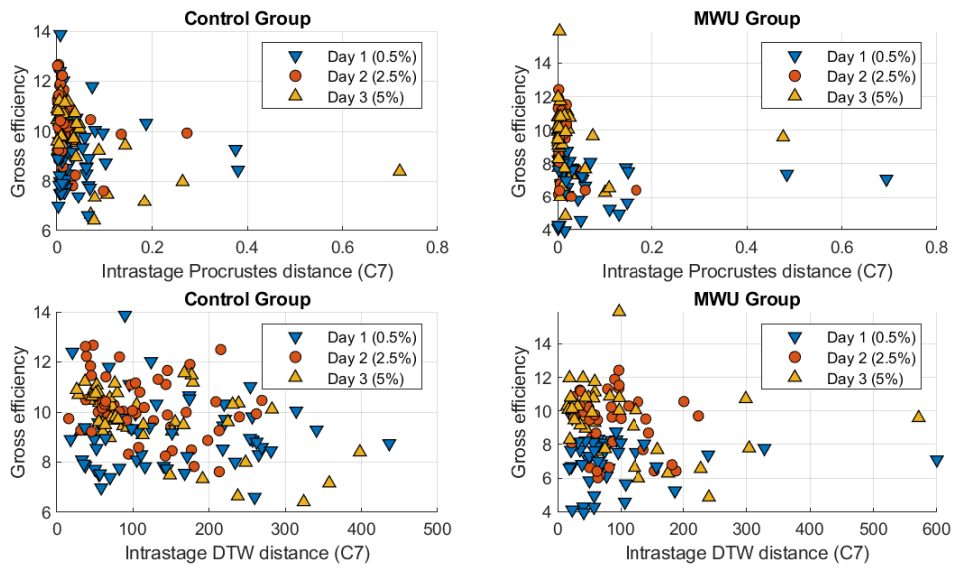 Control Group
14
12
10
8
6
0
0.2
0.4
0.6
0.8
Gross efficiency
Intrastage Procrustes distance (C7)
Day 1 (0.5%)
Day 2 (2.5%)
Day 3 (5%)
MWU Group
14
12
10
8
6
4
0
0.2
0.4
0.6
0.8
Gross efficiency
Intrastage Procrustes distance (C7)
Day 1 (0.5%)
Day 2 (2.5%)
Day 3 (5%)
Control Group
14
12
10
8
6
0
100
200
300
400
500
Gross efficiency
Intrastage DTW distance (C7)
Day 1 (0.5%)
Day 2 (2.5%)
Day 3 (5%)
MWU Group
14
12
10
8
6
4
0
100
200
300
400
500
600
Gross efficiency
Intrastage DTW distance (C7)
Day 1 (0.5%)
Day 2 (2.5%)
Day 3 (5%)